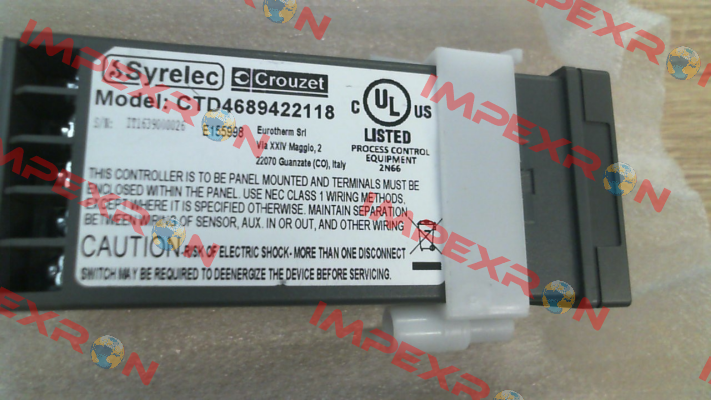 Syrelec Crouzet
Model: CTD4689422118
S/N: IT1639000026 E155998 Eurotherm Srl
Via XXIV Maggio, 2
22070 Guanzate (CO), Italy
C UL US
LISTED
PROCESS CONTROL
EQUIPMENT
2N66
THIS CONTROLLER IS TO BE PANEL MOUNTED AND TERMINALS MUST BE
ENCLOSED WITHIN THE PANEL. USE NEC CLASS 1 WIRING METHODS,
EXCEPT WHERE IT IS SPECIFIED OTHERWISE. MAINTAIN SEPARATION
BETWEEN WIRING OF SENSOR, AUX. IN OR OUT, AND OTHER WIRING
CAUTION-RISK OF ELECTRIC SHOCK- MORE THAN ONE DISCONNECT
SWITCH MAY BE REQUIRED TO DEENERGIZE THE DEVICE BEFORE SERVICING.
IMPEXRON
IMPEXRON
IMPEXRON
IMPEXRON
IMPEXRON